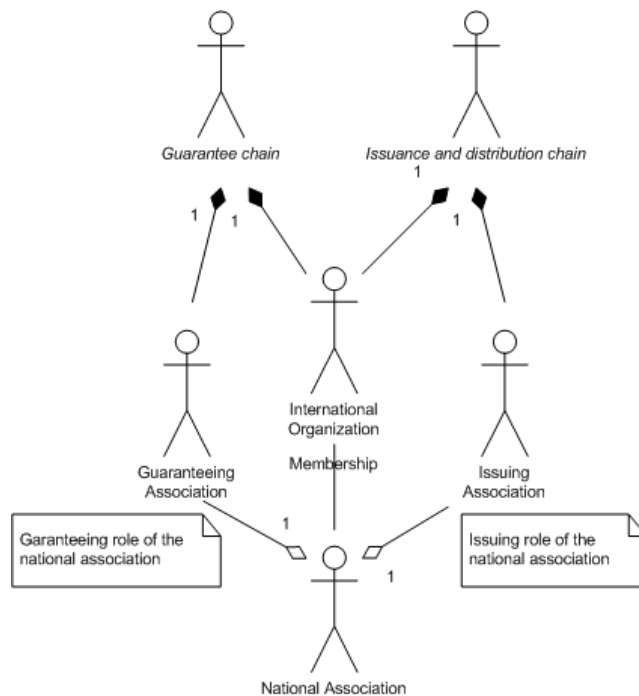 Guarantee chain
Issuance and distribution chain
1
1
1
1
International
Organization
Guaranteeing
Association
Membership
Issuing
Association
Garanteeing role of the
national association
1
Issuing role of the
national association
1
National Association